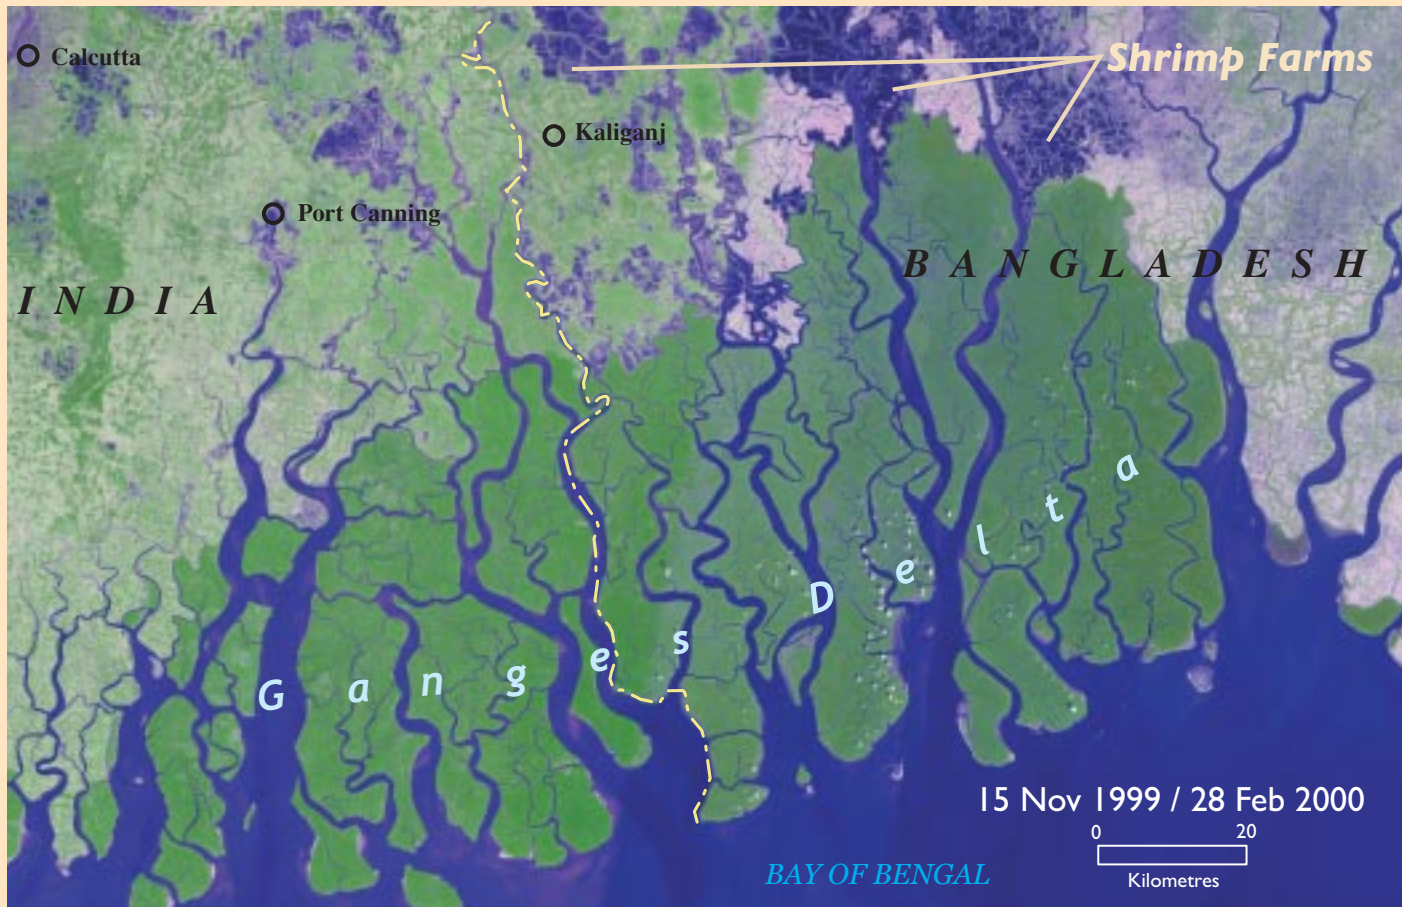 Calcutta
Shrimp Farms
Kaliganj
Port Canning
BANGLADESH
INDIA
Ganges Delta
15 Nov 1999 / 28 Feb 2000
0 20
Kilometres
BAY OF BENGAL